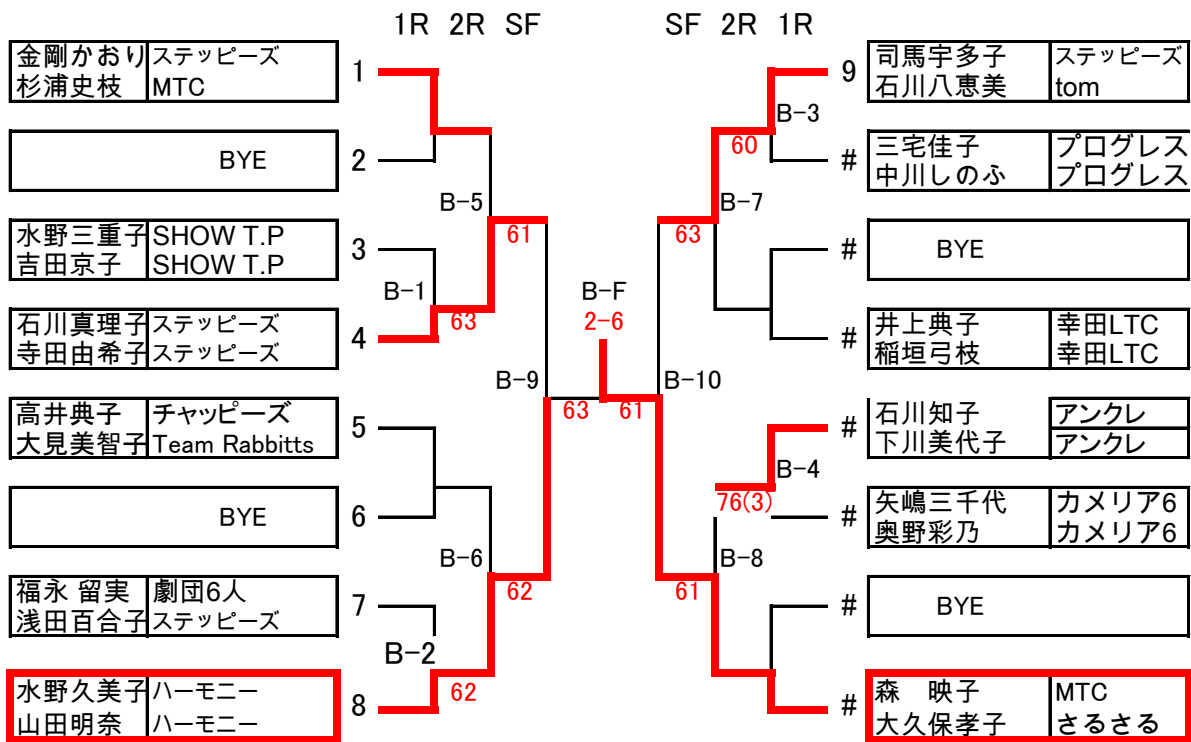 1R 2R SF SF 2R 1R
金剛かおり ステッピーズ 1 9 司馬宇多子 ステッピーズ
杉浦史枝 MTC 石川八恵美 tom
B-3
BYE 2 60 # 三宅佳子 プログレス
中川しのふ プログレス
B-5 B-7
水野三重子 SHOW T.P 3 61 63 # BYE
吉田京子 SHOW T.P
B-1 B-F
石川真理子 ステッピーズ 4 63 2-6 # 井上典子 幸田LTC
寺田由希子 ステッピーズ 稲垣弓枝 幸田LTC
B-9 B-10
高井典子 チャッピーズ 5 63 61 # 石川知子 アンクレ
大見美智子 Team Rabbitts 下川美代子 アンクレ
B-4
BYE 6 76(3) # 矢嶋三千代 カメリア6
奥野彩乃 カメリア6
B-6 B-8
福永 留実 劇団6人 7 62 61 # BYE
浅田百合子 ステッピーズ
B-2
水野久美子 ハーモニー 8 62 # 森 映子 MTC
山田明奈 ハーモニー 大久保孝子 さるさる